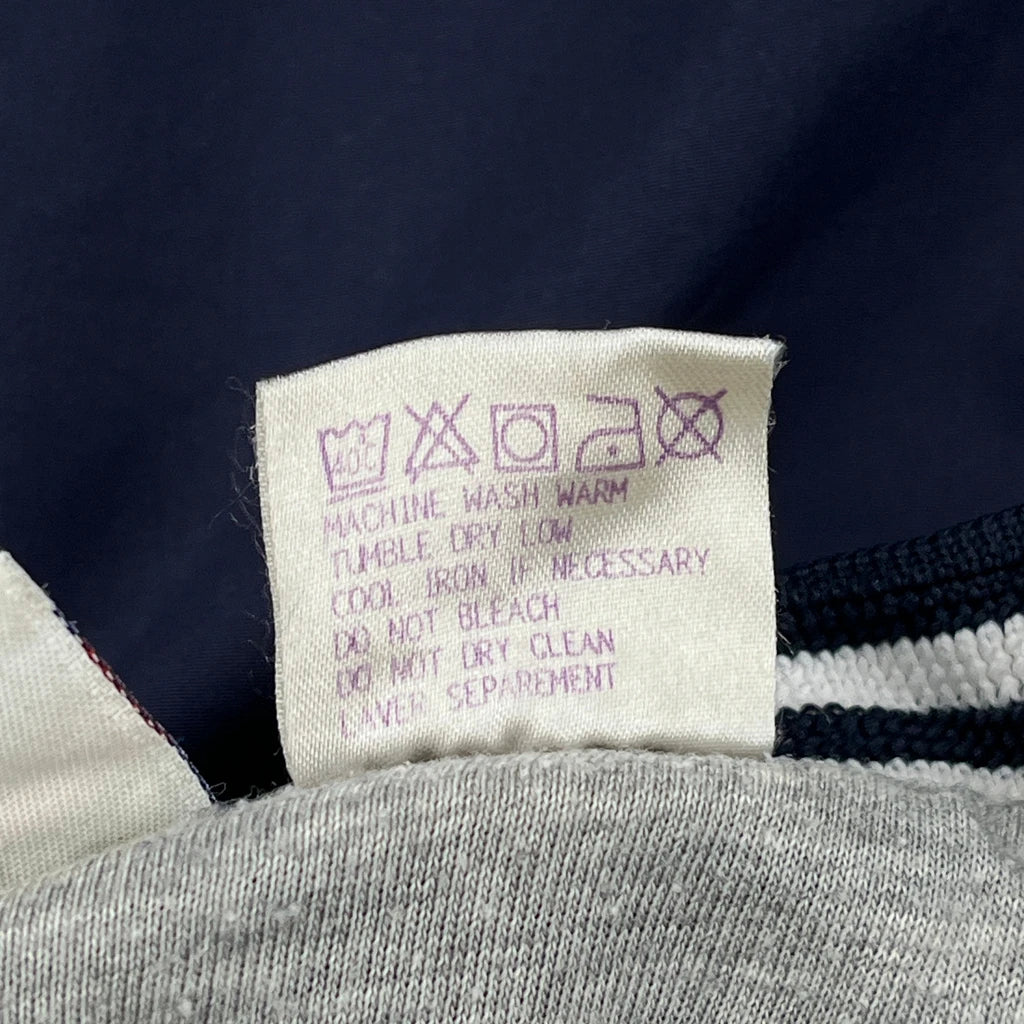 40C
MACHINE WASH WARM
TUMBLE DRY LOW
COOL IRON IF NECESSARY
DO NOT BLEACH
DO NOT DRY CLEAN
LAVER SEPAREMENT